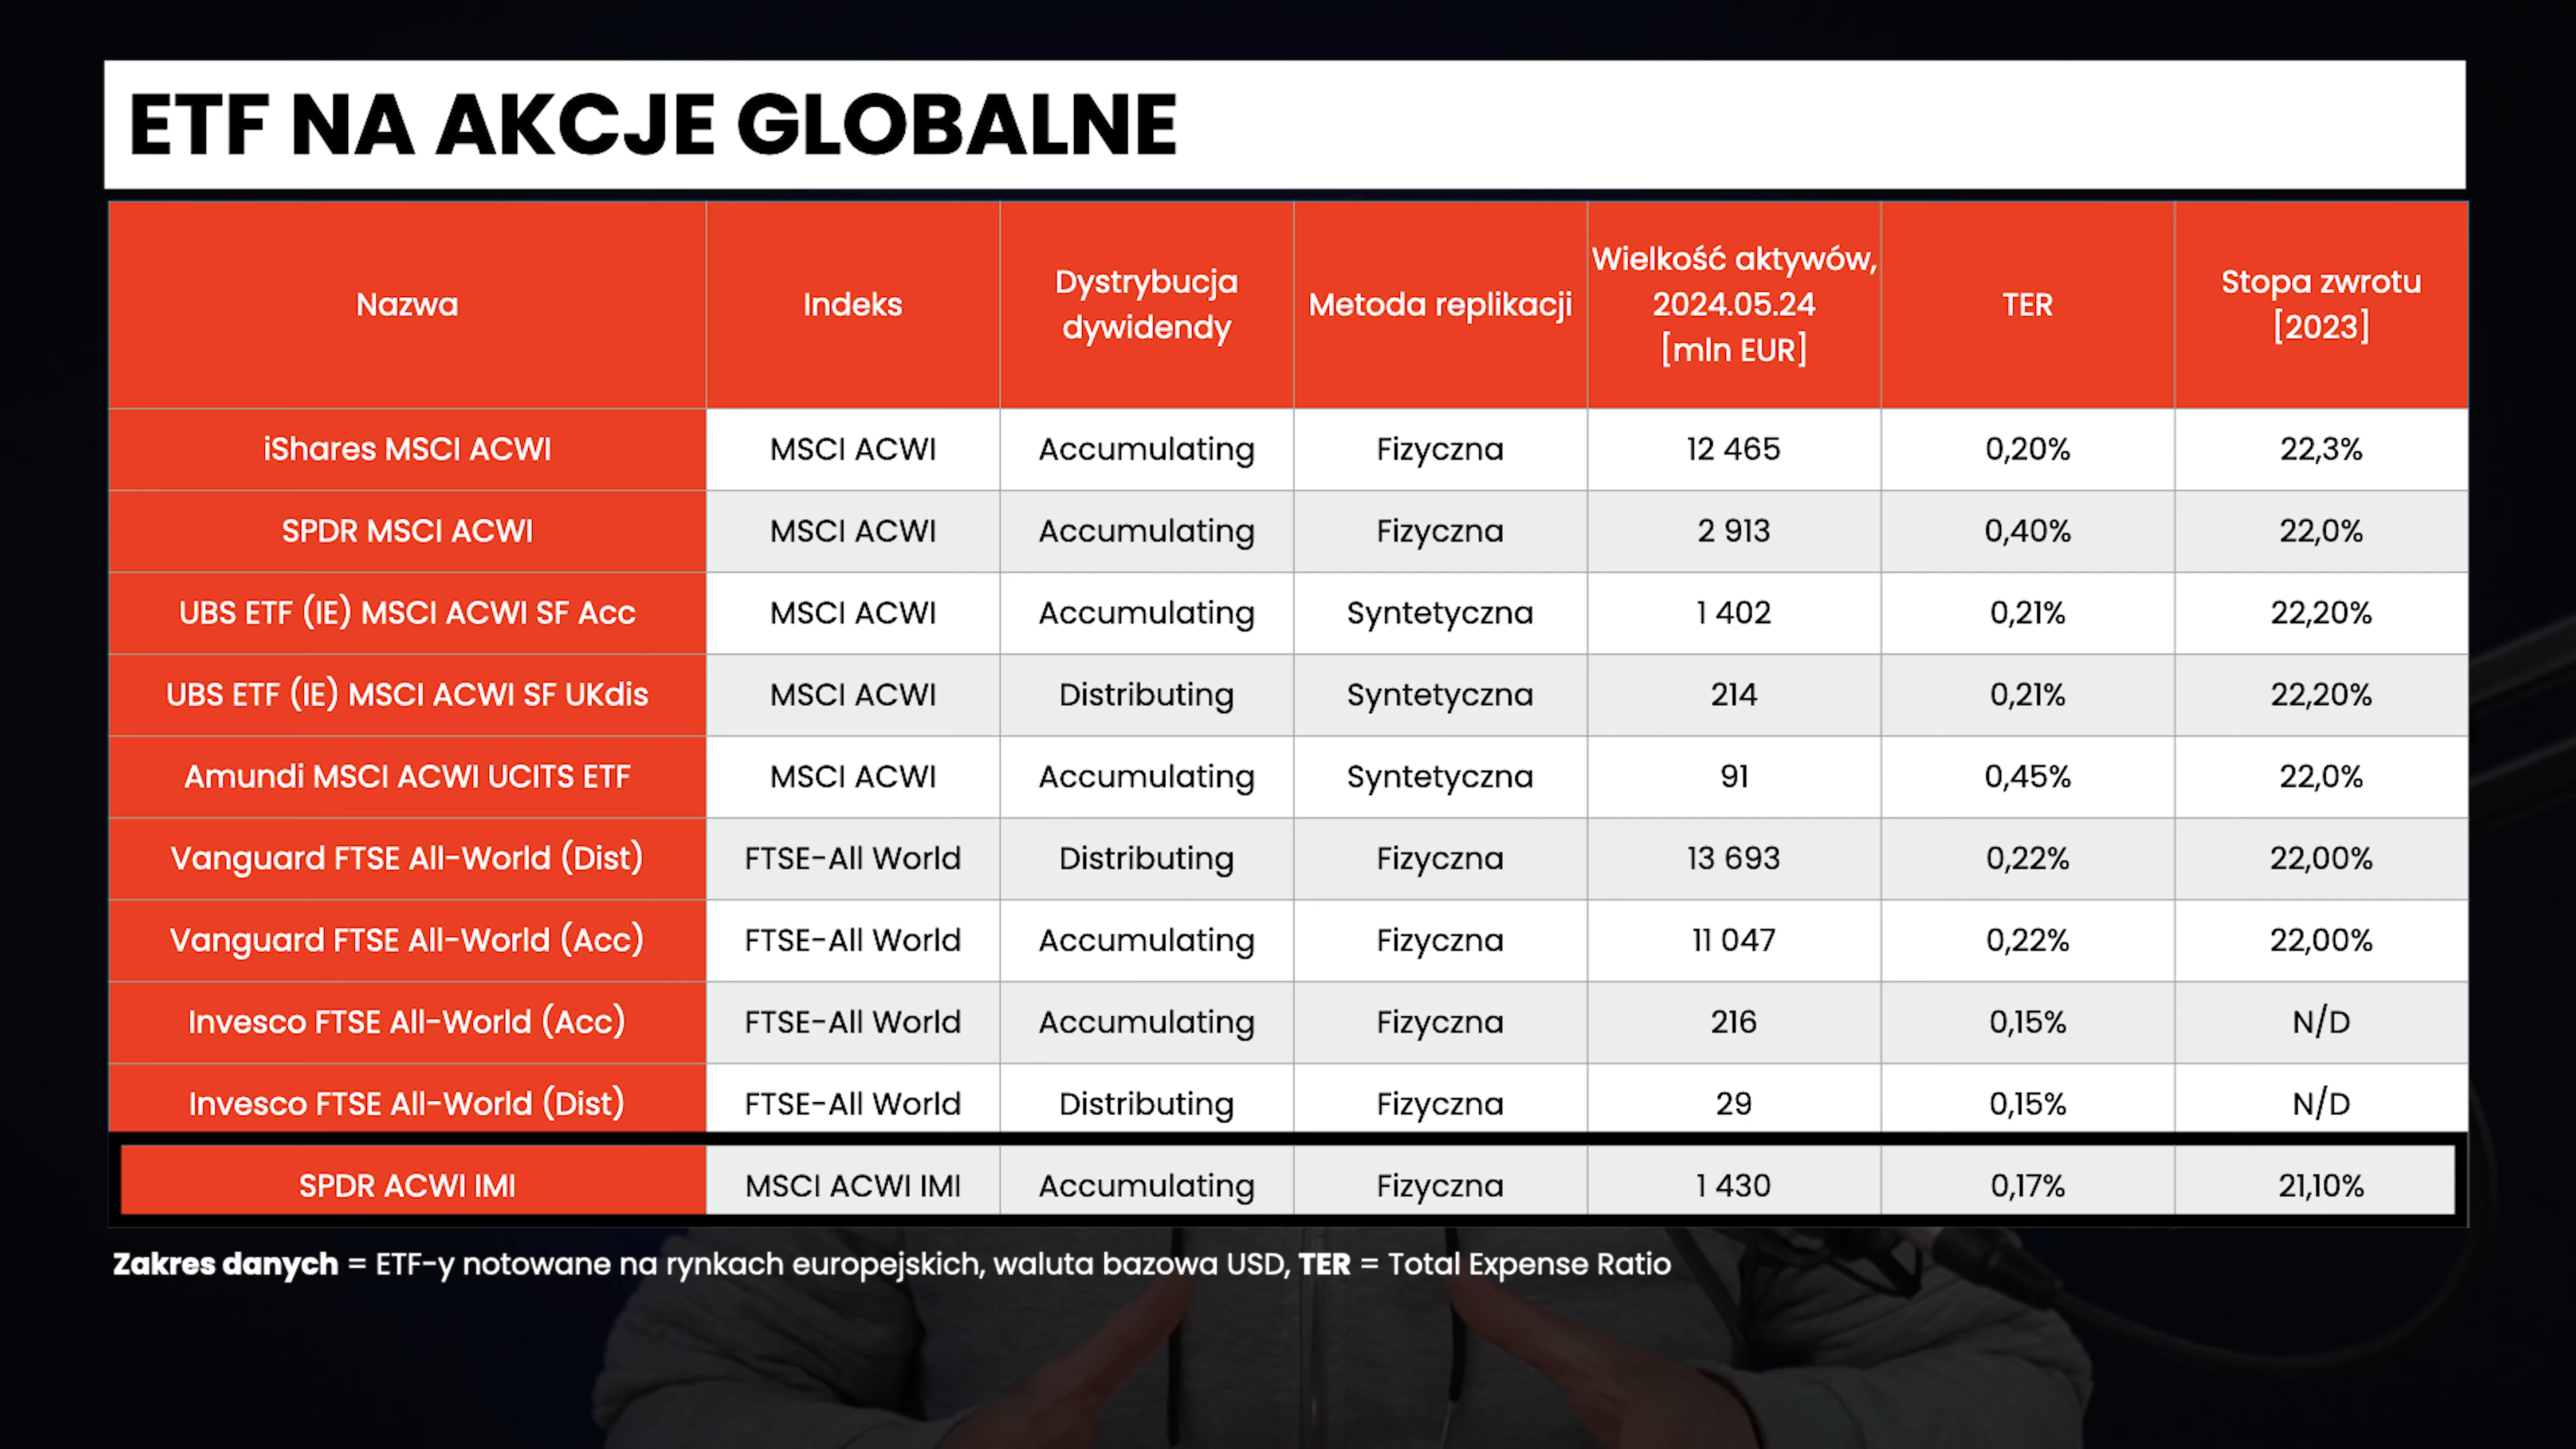 ETF NA AKCJE GLOBALNE
Nazwa Indeks Dystrybucja dywidendy Metoda replikacji Wielkość aktywów, 2024.05.24 [mln EUR] TER Stopa zwrotu [2023]
iShares MSCI ACWI MSCI ACWI Accumulating Fizyczna 12 465 0,20% 22,3%
SPDR MSCI ACWI MSCI ACWI Accumulating Fizyczna 2 913 0,40% 22,0%
UBS ETF (IE) MSCI ACWI SF Acc MSCI ACWI Accumulating Syntetyczna 1 402 0,21% 22,20%
UBS ETF (IE) MSCI ACWI SF UKdis MSCI ACWI Distributing Syntetyczna 214 0,21% 22,20%
Amundi MSCI ACWI UCITS ETF MSCI ACWI Accumulating Syntetyczna 91 0,45% 22,0%
Vanguard FTSE All-World (Dist) FTSE-All World Distributing Fizyczna 13 693 0,22% 22,00%
Vanguard FTSE All-World (Acc) FTSE-All World Accumulating Fizyczna 11 047 0,22% 22,00%
Invesco FTSE All-World (Acc) FTSE-All World Accumulating Fizyczna 216 0,15% N/D
Invesco FTSE All-World (Dist) FTSE-All World Distributing Fizyczna 29 0,15% N/D
SPDR ACWI IMI MSCI ACWI IMI Accumulating Fizyczna 1 430 0,17% 21,10%
Zakres danych = ETF-y notowane na rynkach europejskich, waluta bazowa USD, TER = Total Expense Ratio